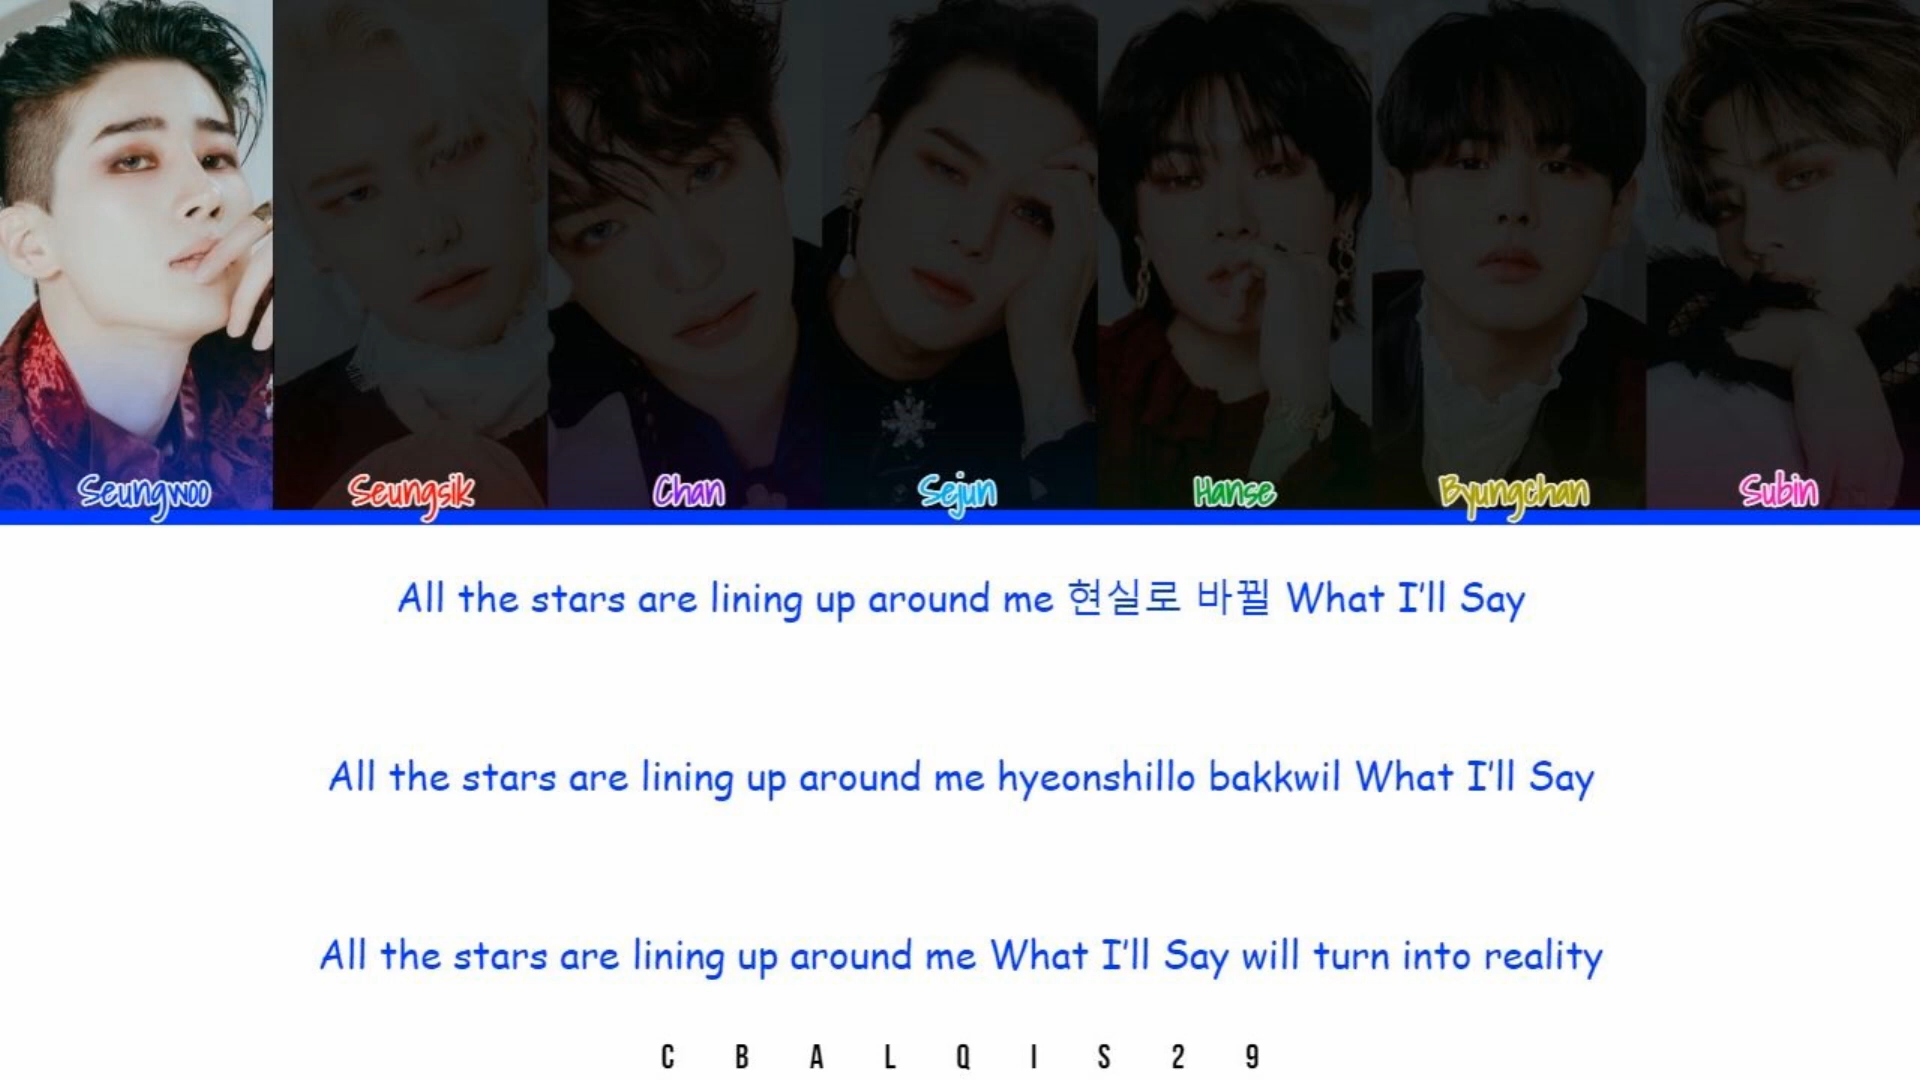 Seungwoo Seungsik Chan Sejun Hanse Byungchan Subin
All the stars are lining up around me 현실로 바뀔 What I'll Say
All the stars are lining up around me hyeonshillo bakkwil What I'll Say
All the stars are lining up around me What I'll Say will turn into reality
C B A L Q I S 2 9